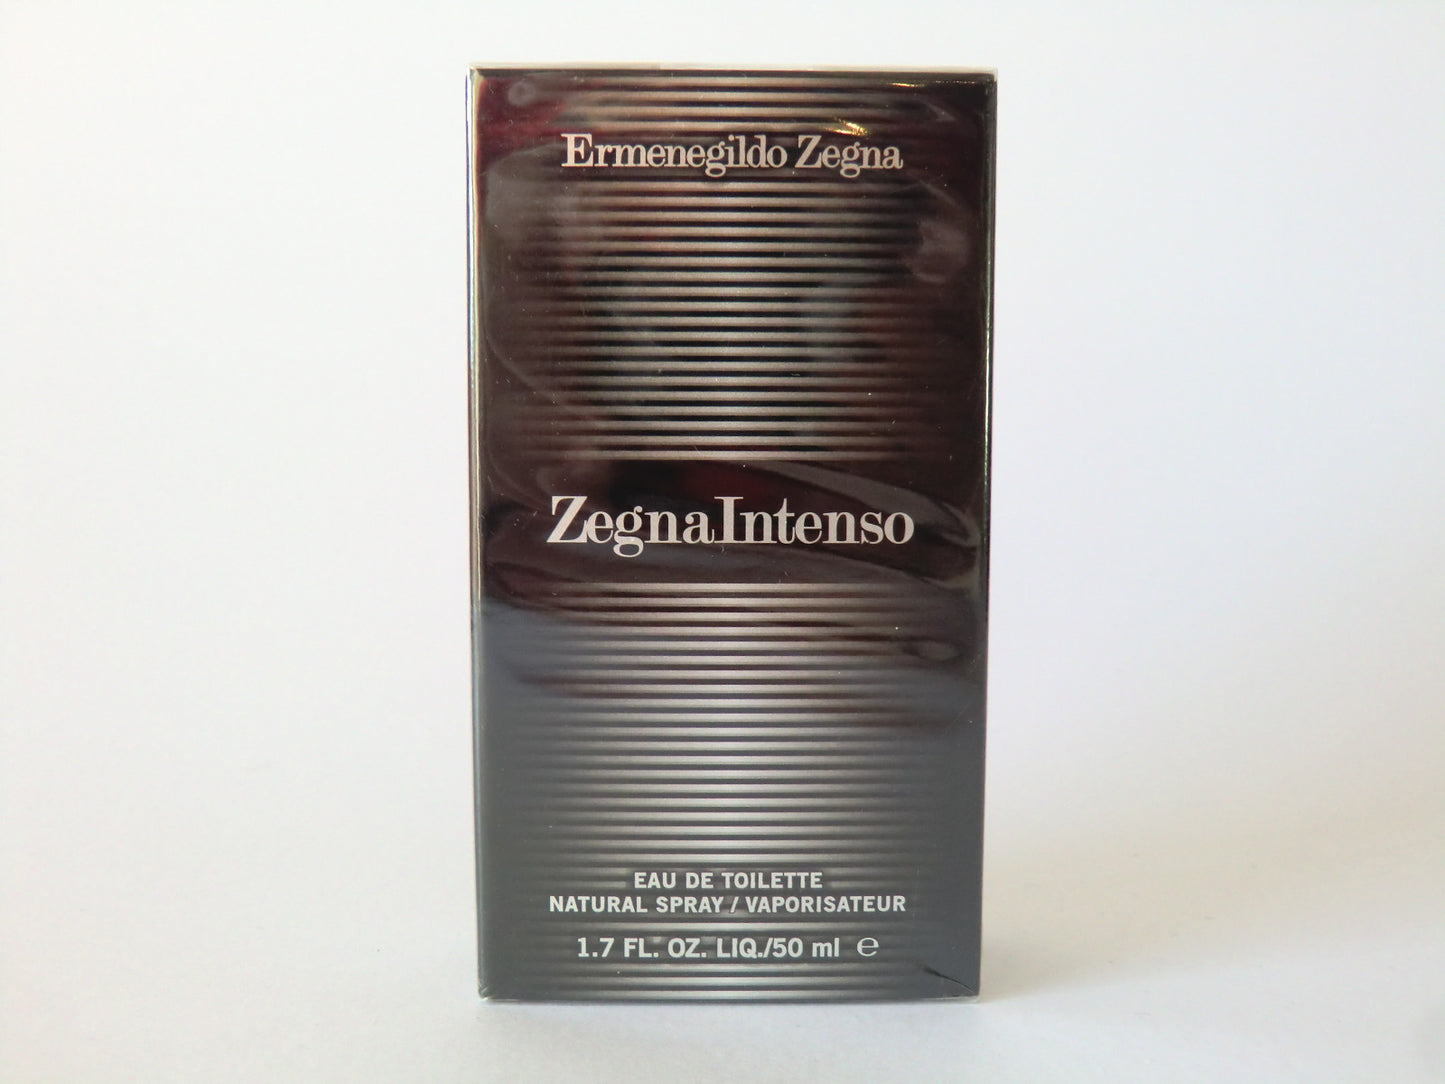 Ermenegildo Zegna
ZegnaIntenso
EAU DE TOILETTE
NATURAL SPRAY / VAPORISATEUR
1.7 FL. OZ. LIQ./50 ml ℮